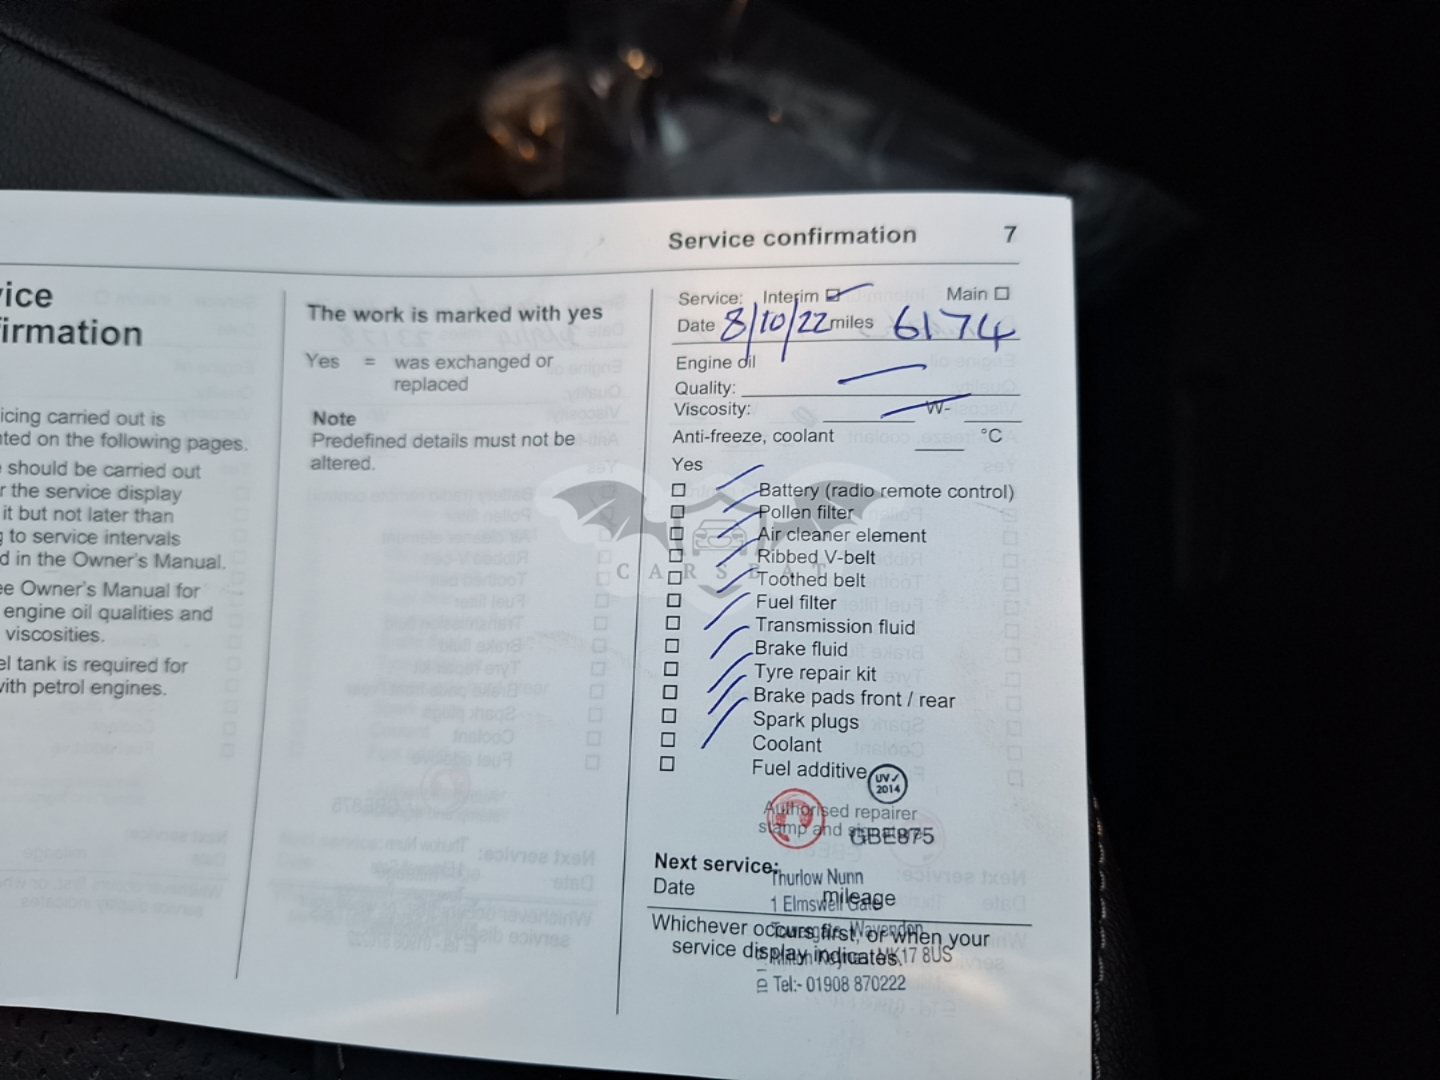 Service confirmation 7
ice
irmation
icing carried out is
ted on the following pages.
should be carried out
r the service display
it but not later than
g to service intervals
d in the Owner's Manual.
ee Owner's Manual for
engine oil qualities and
viscosities.
el tank is required for
with petrol engines.
The work is marked with yes
Yes = was exchanged or
replaced
Note
Predefined details must not be
altered.
Service: Interim Main
Date 8/10/22 miles 6174
Engine oil
Quality:
Viscosity: W-
Anti-freeze, coolant °C
Yes
Battery (radio remote control)
Pollen filter
Air cleaner element
Ribbed V-belt
Toothed belt
Fuel filter
Transmission fluid
Brake fluid
Tyre repair kit
Brake pads front / rear
Spark plugs
Coolant
Fuel additive
UV✓
2014
Authorised repairer
stamp and
GBE875
Next service:
Date mileage
Thurlow Nunn
1 Elmswell Gate
Whichever occurs first, or when your
service display indicates.
MK17 8US
Tel:- 01908 870222
CARSBAT